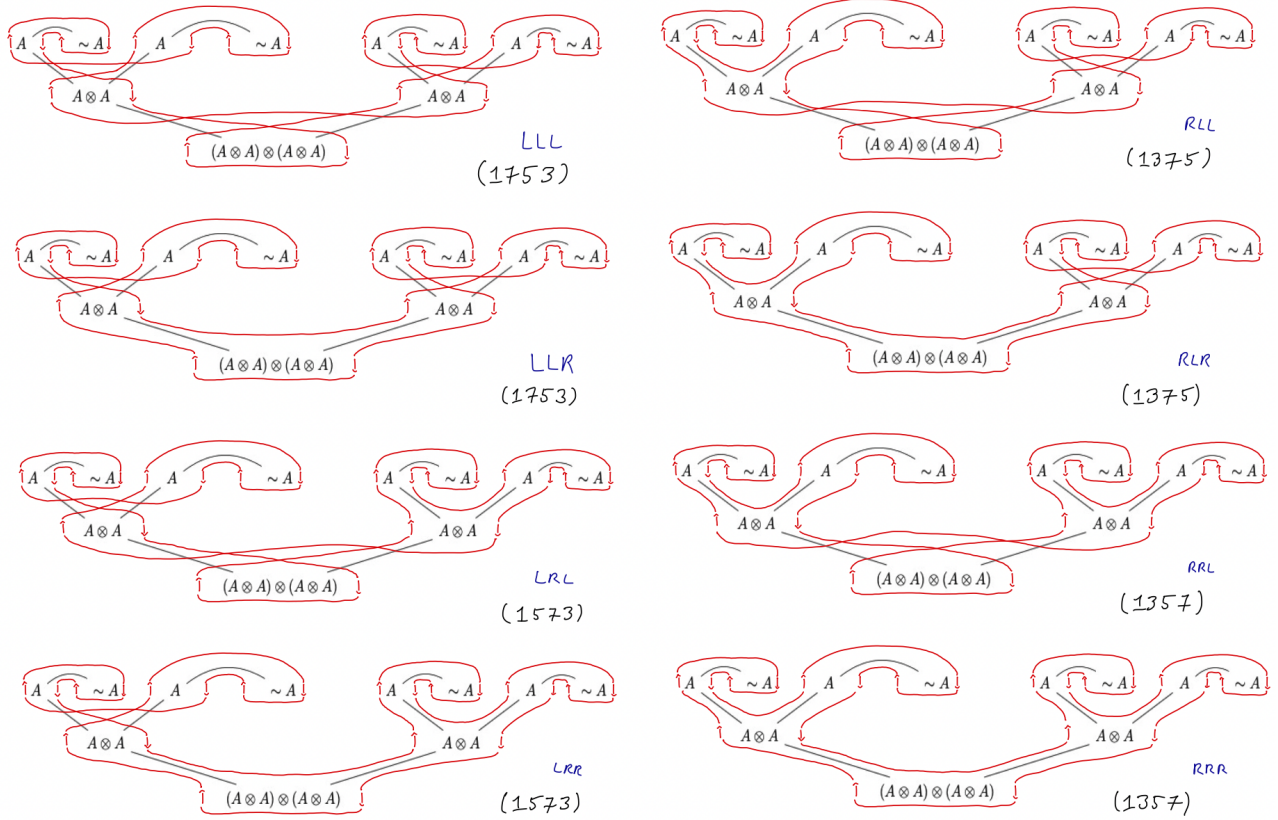 A ∼ A A ∼ A A ∼ A A ∼ A
A ⊗ A A ⊗ A
(A ⊗ A) ⊗ (A ⊗ A)
LLL
(1753)
A ∼ A A ∼ A A ∼ A A ∼ A
A ⊗ A A ⊗ A
(A ⊗ A) ⊗ (A ⊗ A)
RLL
(1375)
A ∼ A A ∼ A A ∼ A A ∼ A
A ⊗ A A ⊗ A
(A ⊗ A) ⊗ (A ⊗ A)
LLR
(1753)
A ∼ A A ∼ A A ∼ A A ∼ A
A ⊗ A A ⊗ A
(A ⊗ A) ⊗ (A ⊗ A)
RLR
(1375)
A ∼ A A ∼ A A ∼ A A ∼ A
A ⊗ A A ⊗ A
(A ⊗ A) ⊗ (A ⊗ A)
LRL
(1573)
A ∼ A A ∼ A A ∼ A A ∼ A
A ⊗ A A ⊗ A
(A ⊗ A) ⊗ (A ⊗ A)
RRL
(1357)
A ∼ A A ∼ A A ∼ A A ∼ A
A ⊗ A A ⊗ A
(A ⊗ A) ⊗ (A ⊗ A)
LRR
(1573)
A ∼ A A ∼ A A ∼ A A ∼ A
A ⊗ A A ⊗ A
(A ⊗ A) ⊗ (A ⊗ A)
RRR
(1357)